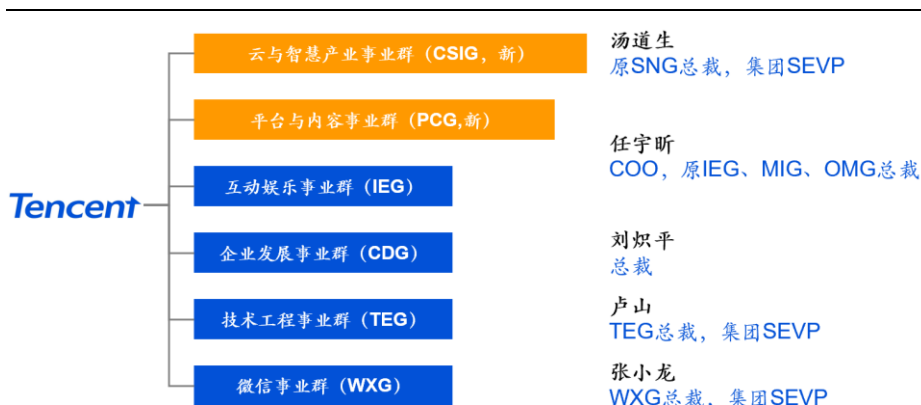 云与智慧产业事业群（CSIG，新）
汤道生
原SNG总裁，集团SEVP
平台与内容事业群（PCG,新）
任宇昕
COO，原IEG、MIG、OMG总裁
互动娱乐事业群（IEG）
Tencent
企业发展事业群（CDG）
刘炽平
总裁
技术工程事业群（TEG）
卢山
TEG总裁，集团SEVP
微信事业群（WXG）
张小龙
WXG总裁，集团SEVP